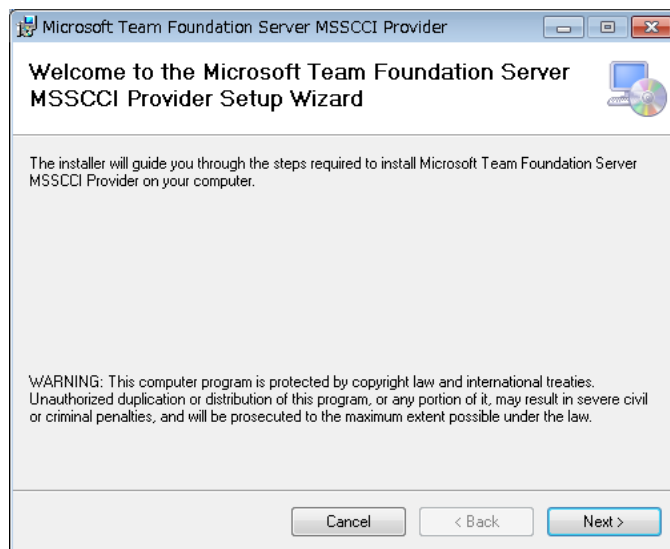 Microsoft Team Foundation Server MSSCCI Provider
Welcome to the Microsoft Team Foundation Server
MSSCCI Provider Setup Wizard
The installer will guide you through the steps required to install Microsoft Team Foundation Server
MSSCCI Provider on your computer.
WARNING: This computer program is protected by copyright law and international treaties.
Unauthorized duplication or distribution of this program, or any portion of it, may result in severe civil
or criminal penalties, and will be prosecuted to the maximum extent possible under the law.
Cancel < Back Next >